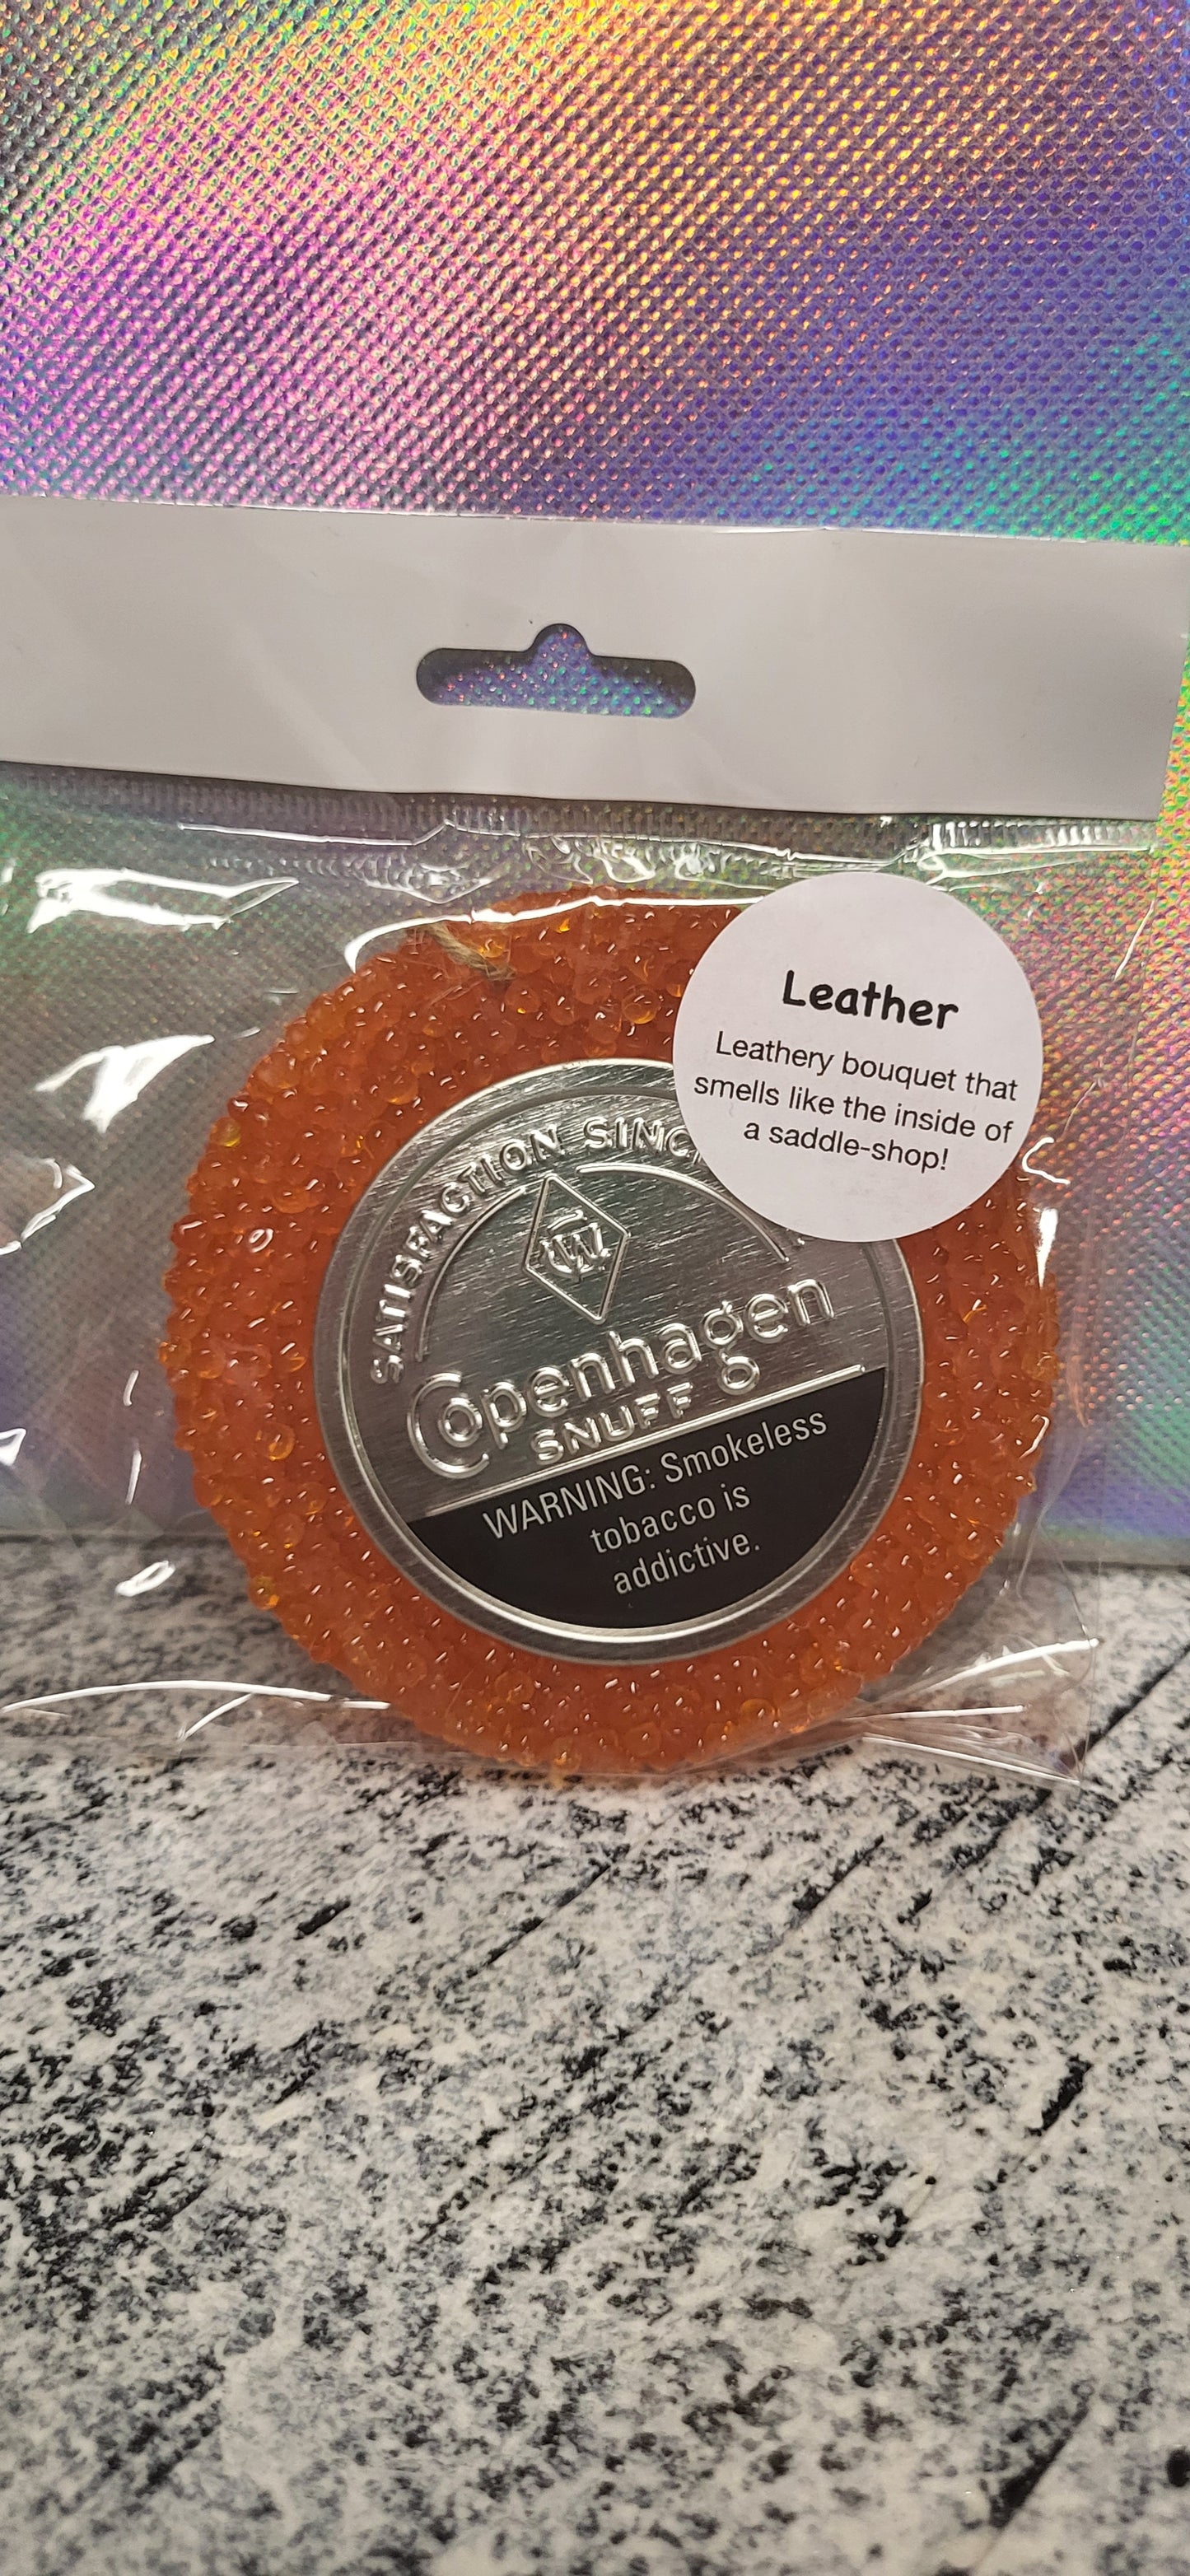 Leather
Leathery bouquet that
smells like the inside of
a saddle-shop!
SATISFACTION
Copenhagen
SNUFF
WARNING: Smokeless
tobacco is
addictive.